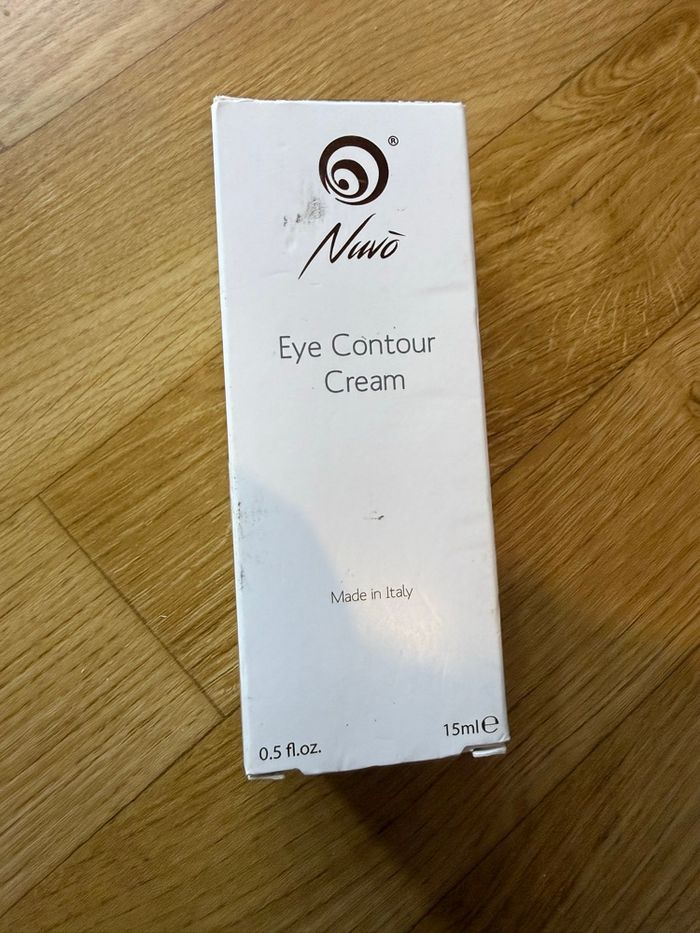 ®
Nuvò
Eye Contour
Cream
Made in Italy
0.5 fl.oz.
15ml℮